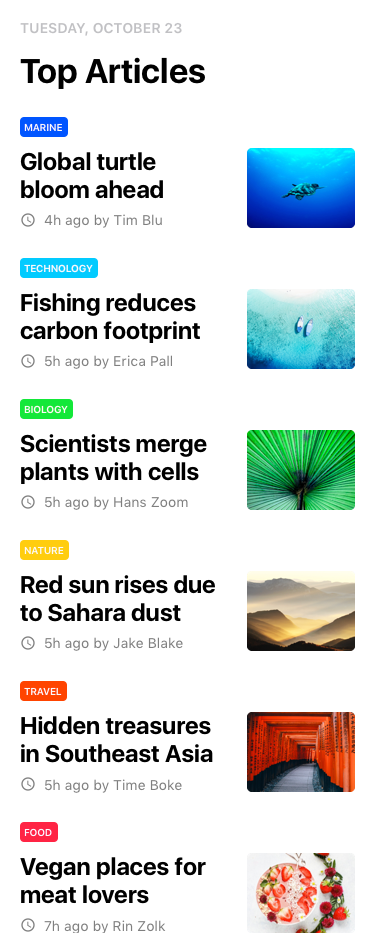 TUESDAY, OCTOBER 23
Top Articles
MARINE
Global turtle
bloom ahead
4h ago by Tim Blu
TECHNOLOGY
Fishing reduces
carbon footprint
5h ago by Erica Pall
BIOLOGY
Scientists merge
plants with cells
5h ago by Hans Zoom
NATURE
Red sun rises due
to Sahara dust
5h ago by Jake Blake
TRAVEL
Hidden treasures
in Southeast Asia
5h ago by Time Boke
FOOD
Vegan places for
meat lovers
7h ago by Rin Zolk